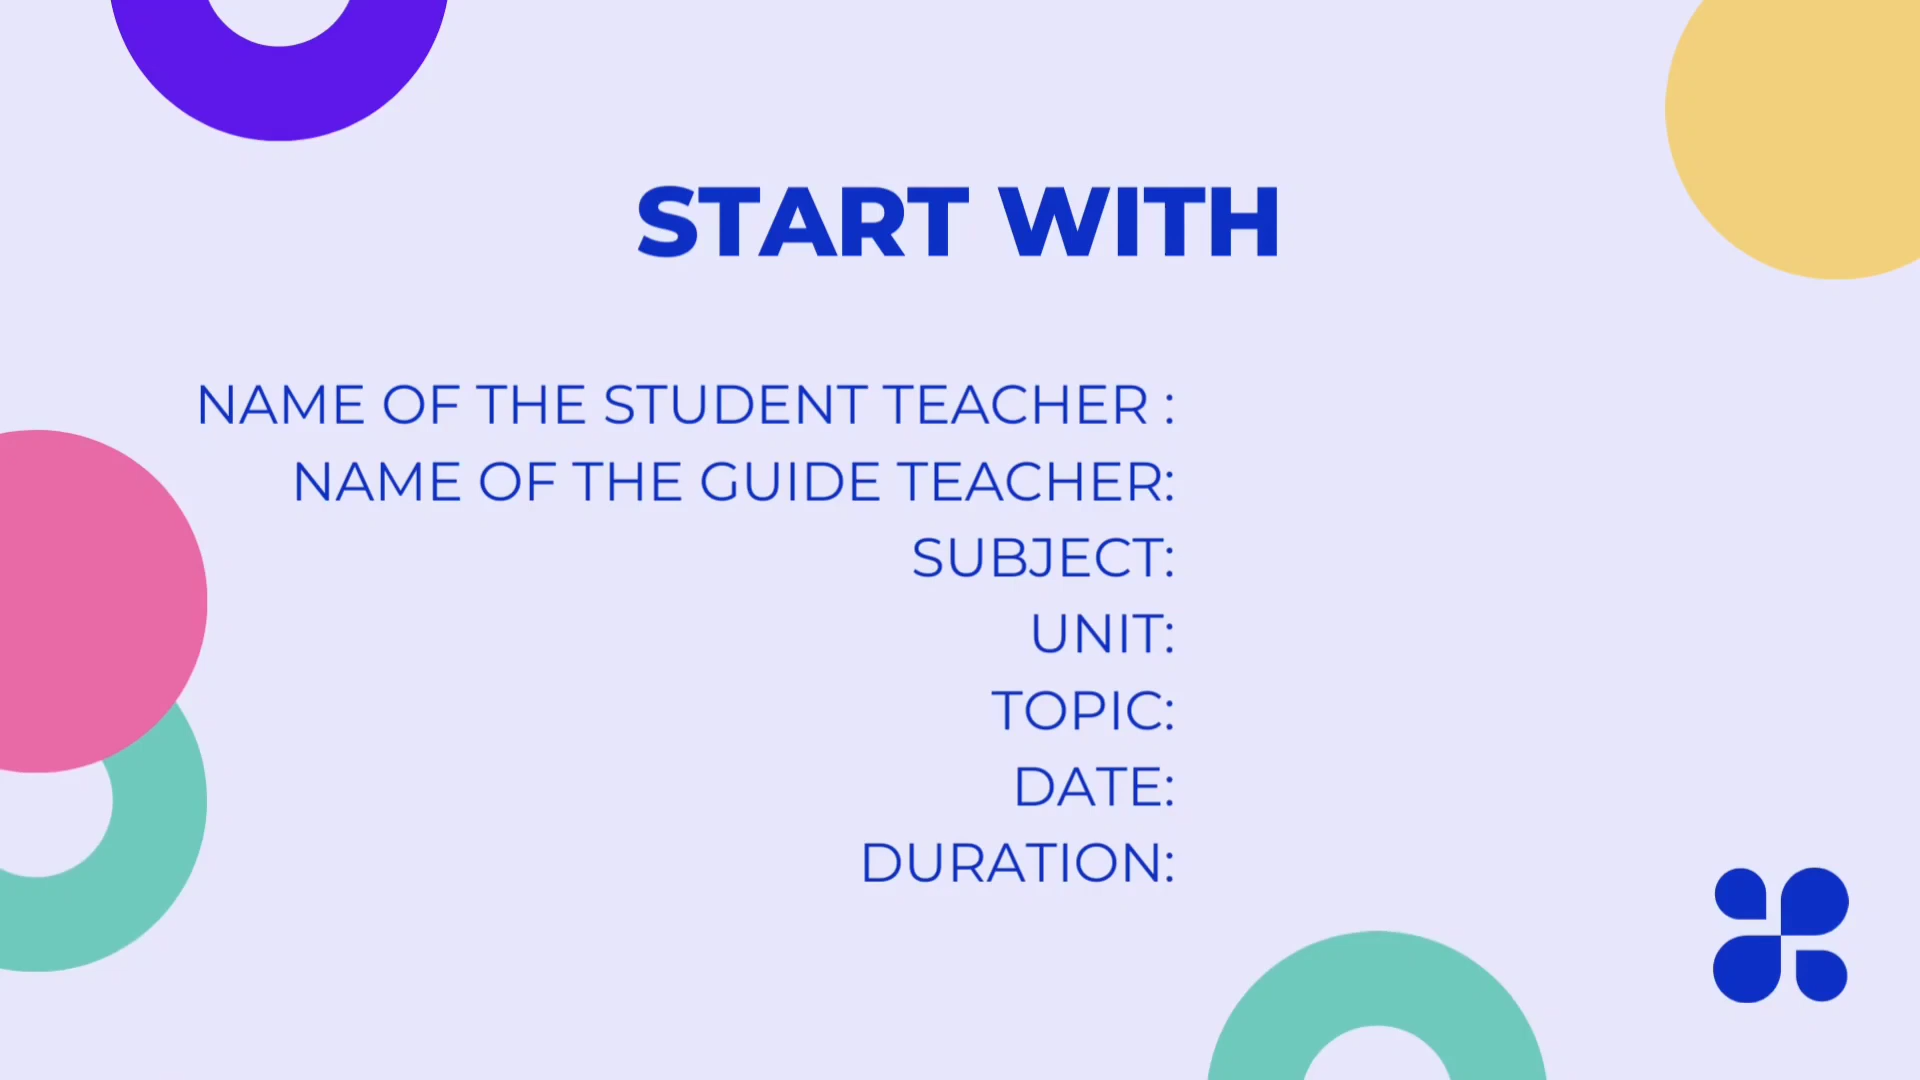 START WITH
NAME OF THE STUDENT TEACHER :
NAME OF THE GUIDE TEACHER:
SUBJECT:
UNIT:
TOPIC:
DATE:
DURATION: